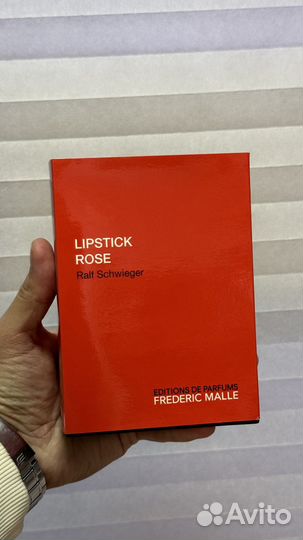 LIPSTICK
ROSE
Ralf Schwieger
EDITIONS DE PARFUMS
FREDERIC MALLE
Avito